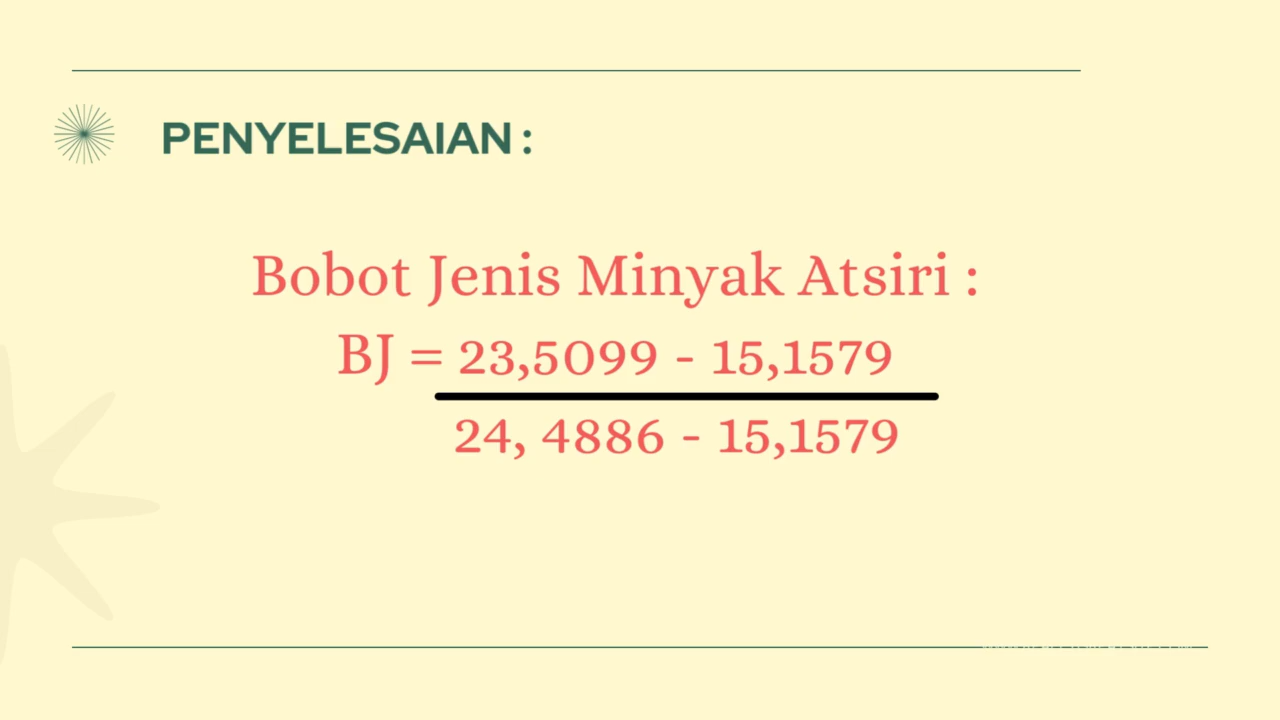 PENYELESAIAN :
Bobot Jenis Minyak Atsiri :
BJ = 23,5099 - 15,1579
24, 4886 - 15,1579